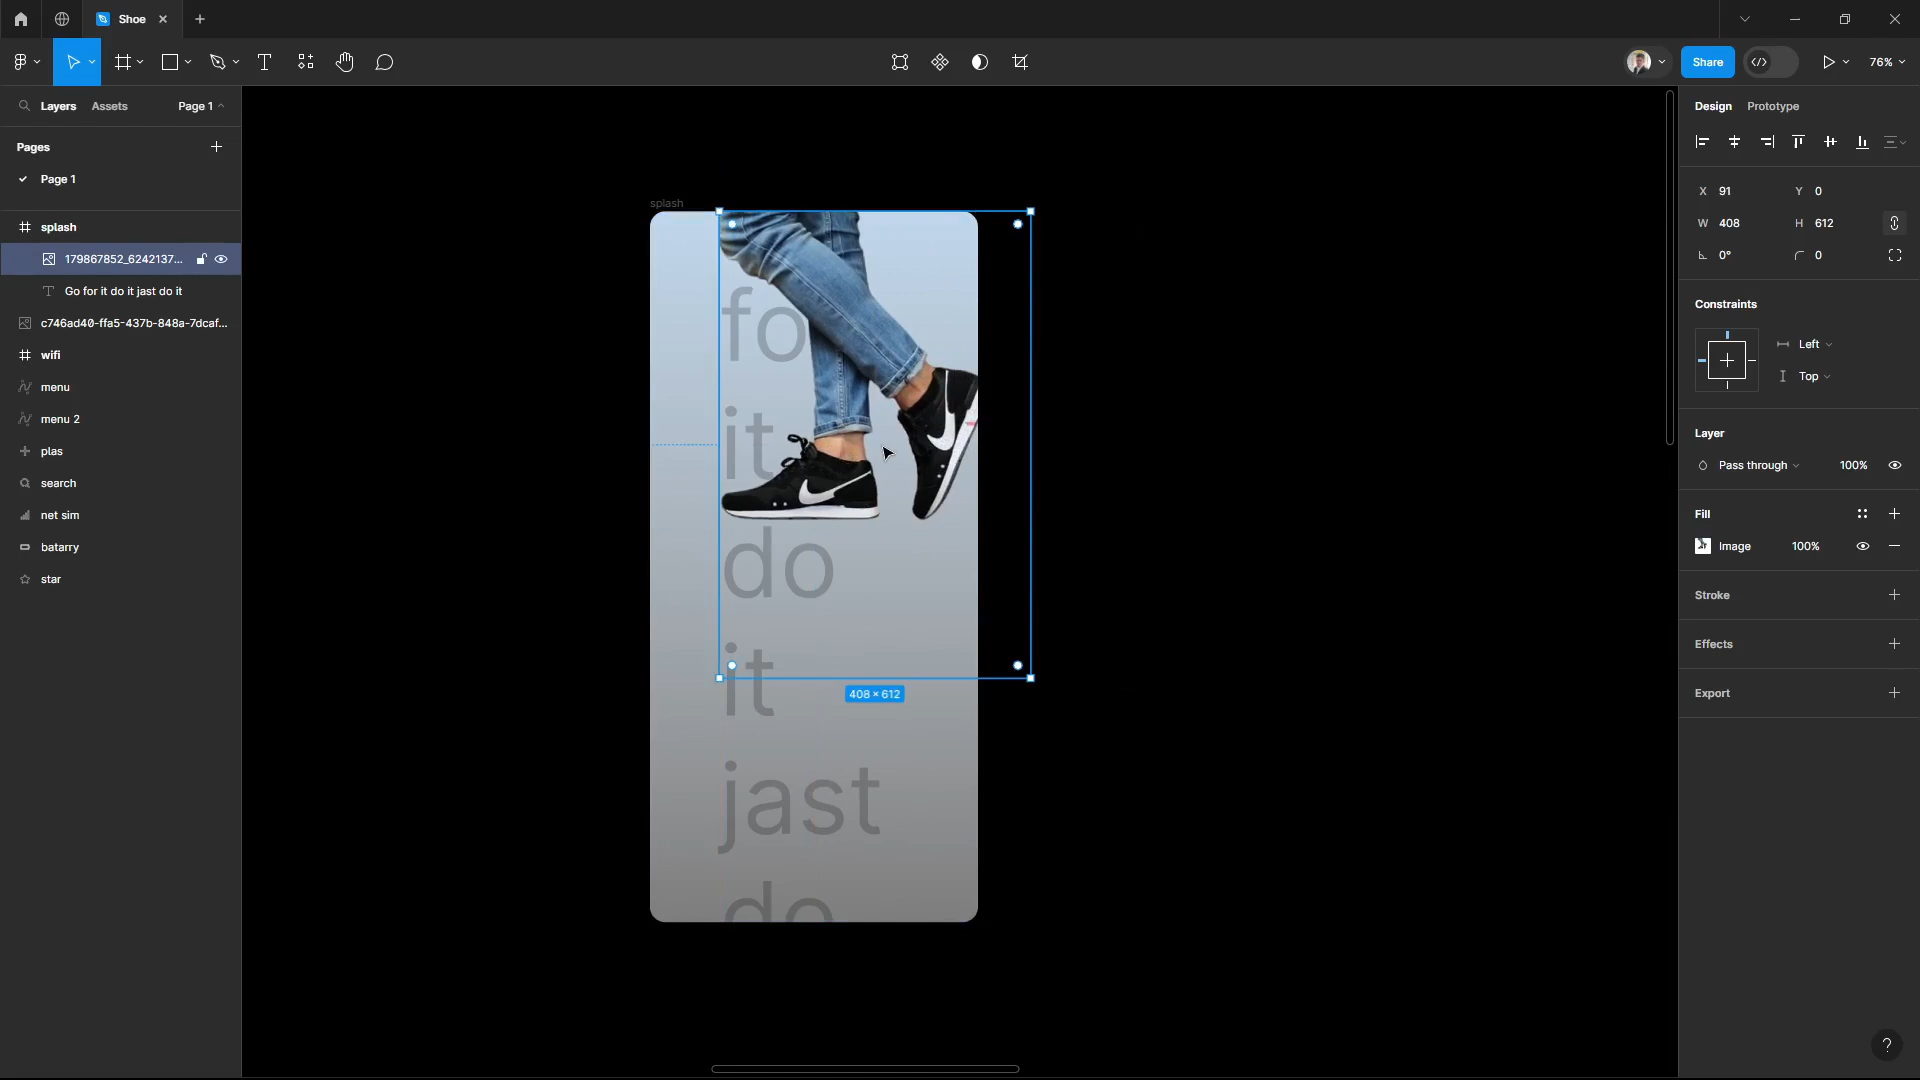 Shoe
Share
76%
Layers
Assets
Page 1
Design
Prototype
Pages
Page 1
X 91
Y 0
splash
splash
W 408
H 612
179867852_6242137...
0°
0
Go for it do it jast do it
Constraints
c746ad40-ffa5-437b-848a-7dcaf...
Left
wifi
Top
menu
menu 2
Layer
plas
Pass through
100%
search
Fill
net sim
Image
100%
batarry
star
Stroke
Effects
Export
fo
it
do
it
408 × 612
jast
do
?